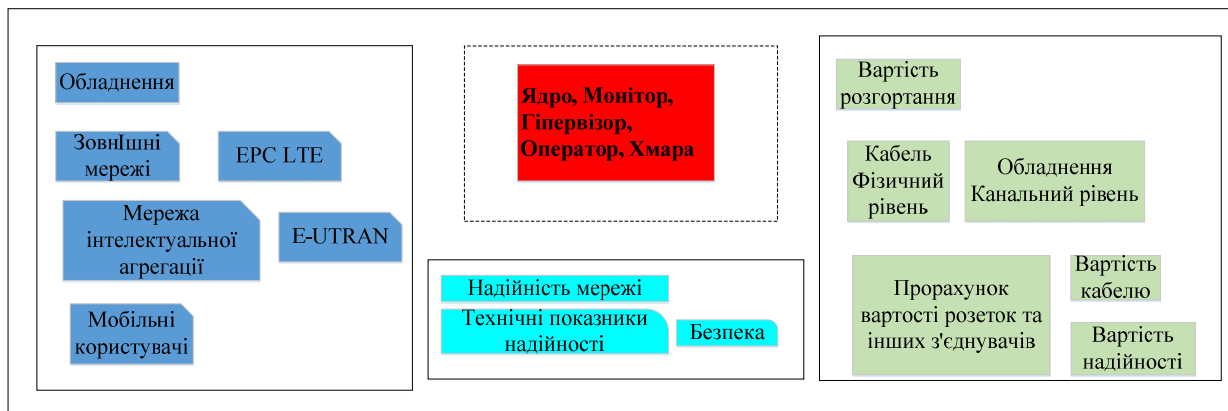 Обладнення
ЗовнІшні
мережі
EPC LTE
Мережа
інтелектуальної
агрегації
E-UTRAN
Мобільні
користувачі
Ядро, Монітор,
Гіпервізор,
Оператор, Хмара
Надійність мережі
Технічні показники
надійності
Безпека
Вартість
розгортання
Кабель
Фізичний
рівень
Обладнення
Канальний рівень
Прорахунок
вартості розеток та
інших з'єднувачів
Вартість
кабелю
Вартість
надійності